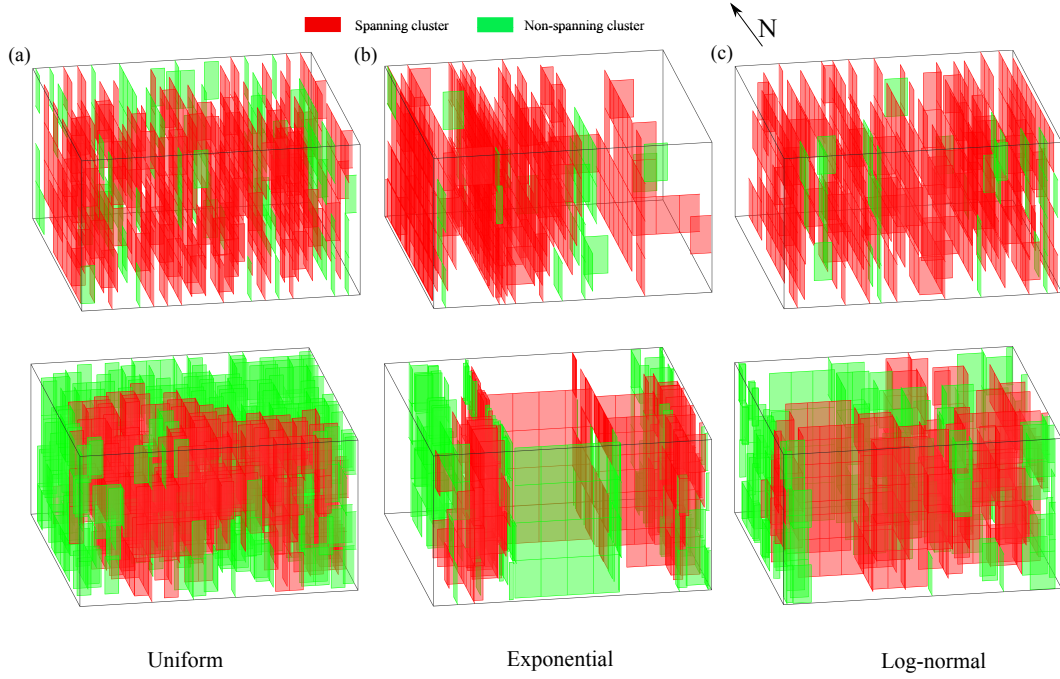 Spanning cluster Non-spanning cluster
N
(a) (b) (c)
Uniform Exponential Log-normal